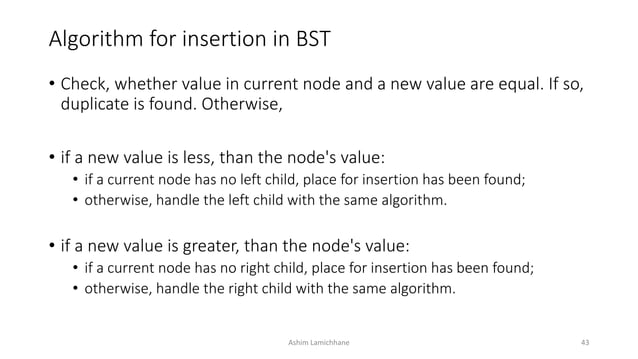 Algorithm for insertion in BST
• Check, whether value in current node and a new value are equal. If so,
duplicate is found. Otherwise,
• if a new value is less, than the node's value:
• if a current node has no left child, place for insertion has been found;
• otherwise, handle the left child with the same algorithm.
• if a new value is greater, than the node's value:
• if a current node has no right child, place for insertion has been found;
• otherwise, handle the right child with the same algorithm.
Ashim Lamichhane
43